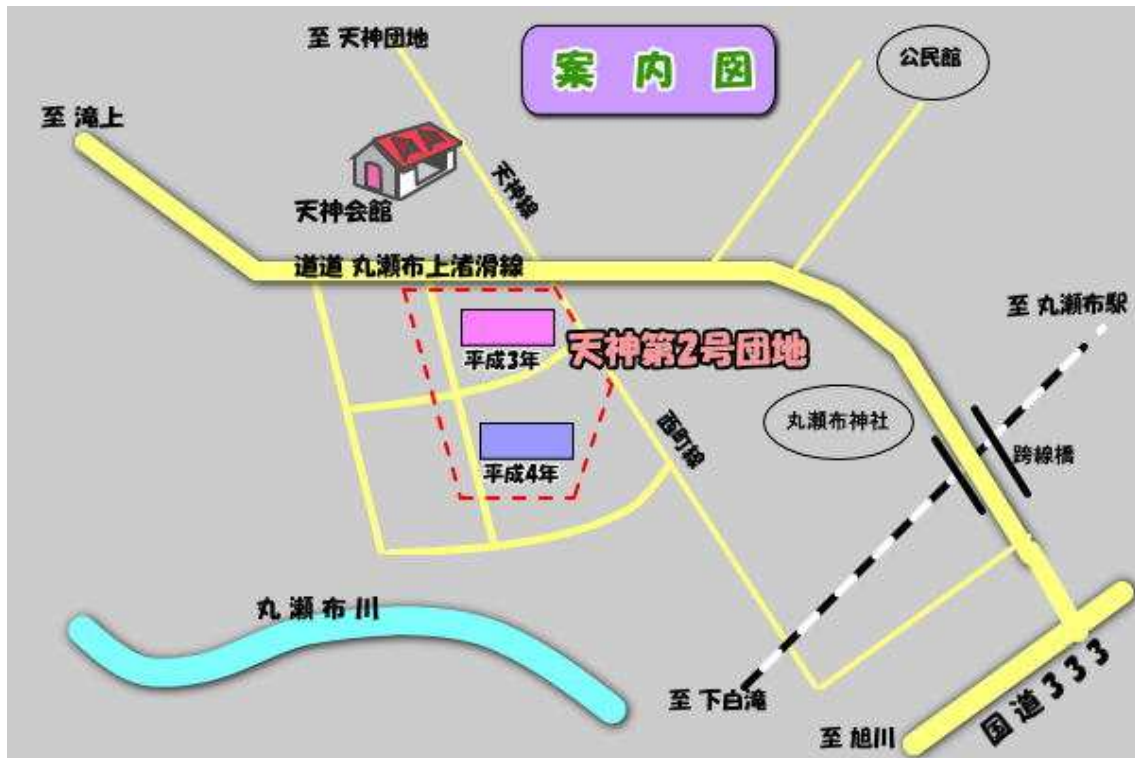 至 天神団地
案 内 図
公民館
至 滝上
天神線
天神会館
道道 丸瀬布上渚滑線
至 丸瀬布駅
平成3年
天神第2号団地
丸瀬布神社
西町線
跨線橋
平成4年
丸 瀬 布 川
至 下白滝
国道333
至 旭川